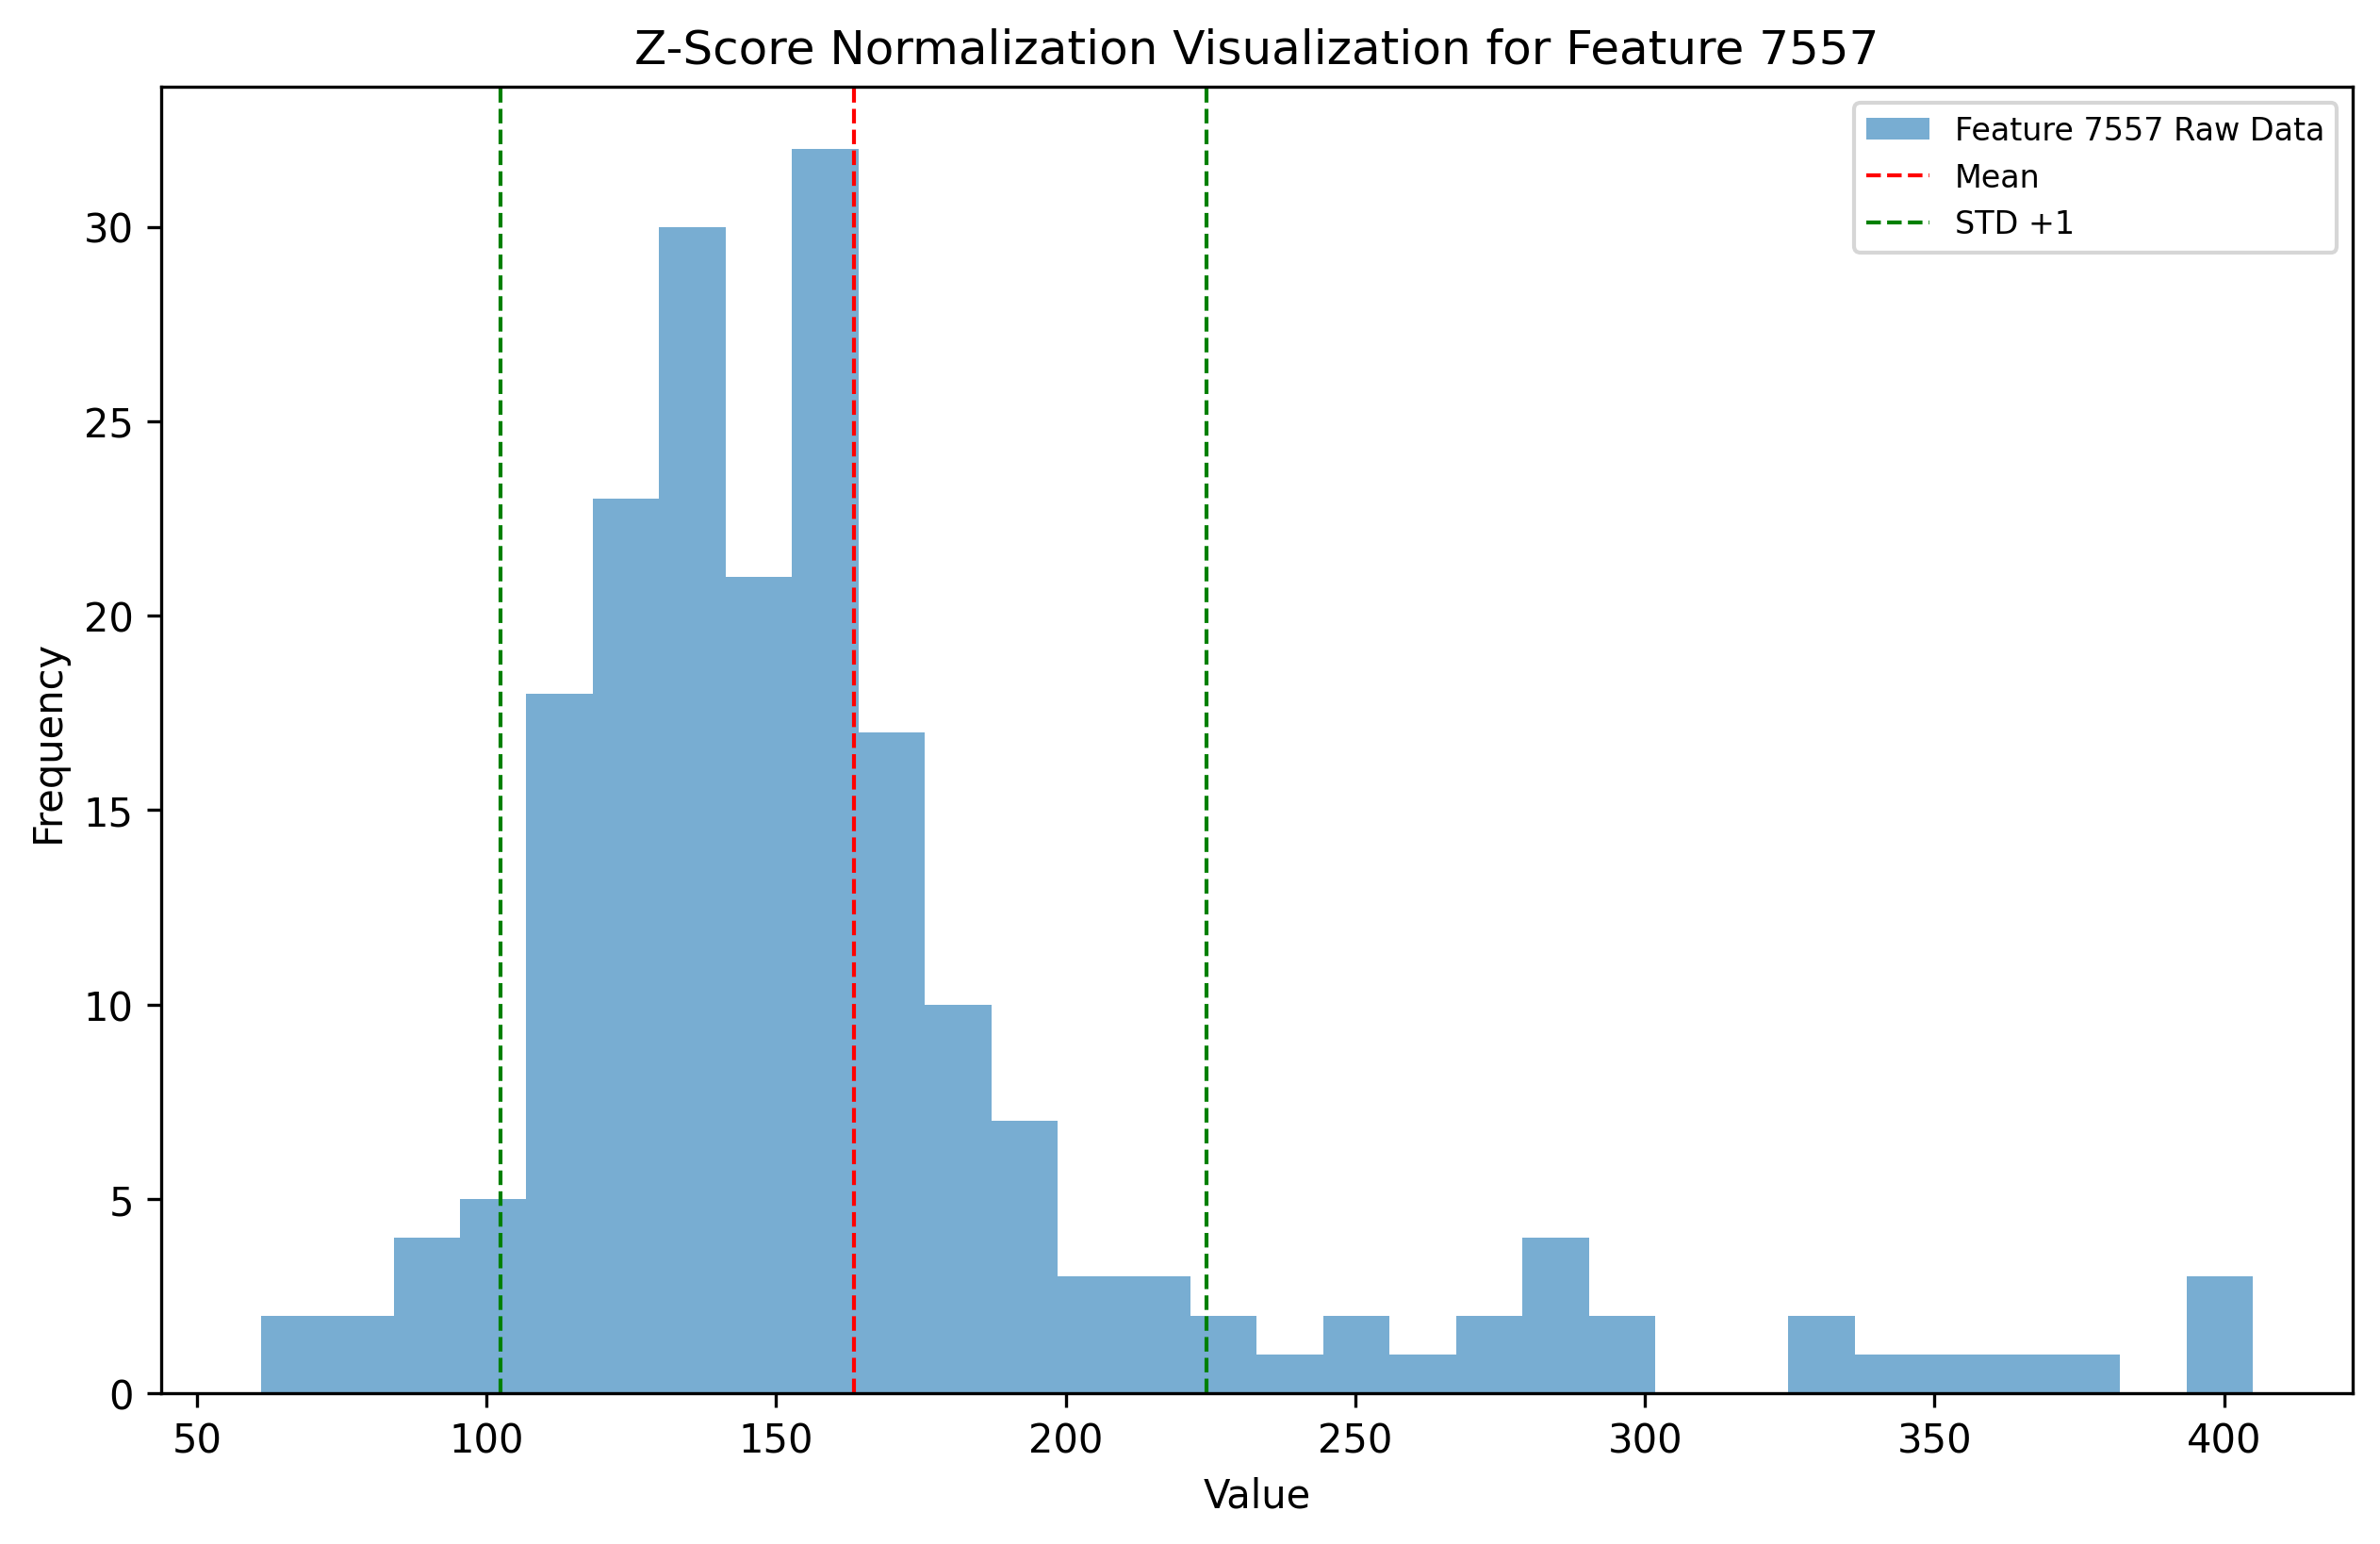 Z-Score Normalization Visualization for Feature 7557
Feature 7557 Raw Data
Mean
STD +1
Frequency
30
25
20
15
10
5
0
50 100 150 200 250 300 350 400
Value